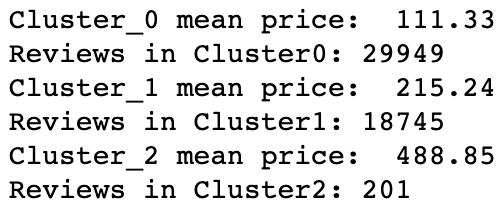 Cluster_0 mean price:  111.33
Reviews in Cluster0: 29949
Cluster_1 mean price:  215.24
Reviews in Cluster1: 18745
Cluster_2 mean price:  488.85
Reviews in Cluster2: 201